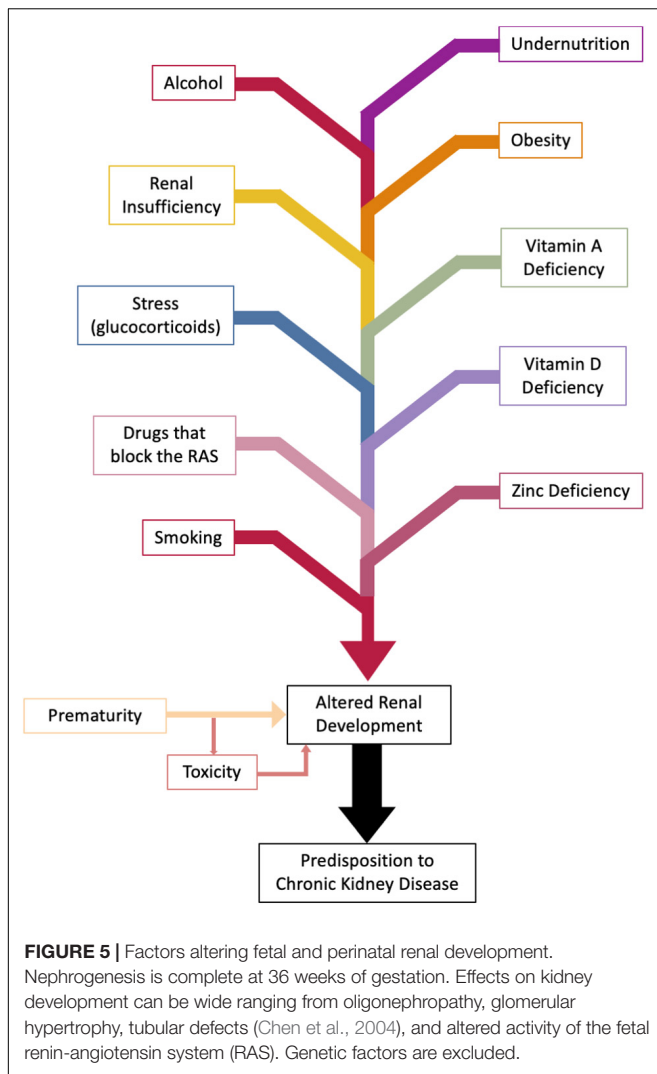 Undernutrition
Alcohol
Obesity
Renal
Insufficiency
Vitamin A
Deficiency
Stress
(glucocorticoids)
Vitamin D
Deficiency
Drugs that
block the RAS
Zinc Deficiency
Smoking
Prematurity
Altered Renal
Development
Toxicity
Predisposition to
Chronic Kidney Disease
FIGURE 5 | Factors altering fetal and perinatal renal development.
Nephrogenesis is complete at 36 weeks of gestation. Effects on kidney
development can be wide ranging from oligonephropathy, glomerular
hypertrophy, tubular defects (Chen et al., 2004), and altered activity of the fetal
renin-angiotensin system (RAS). Genetic factors are excluded.